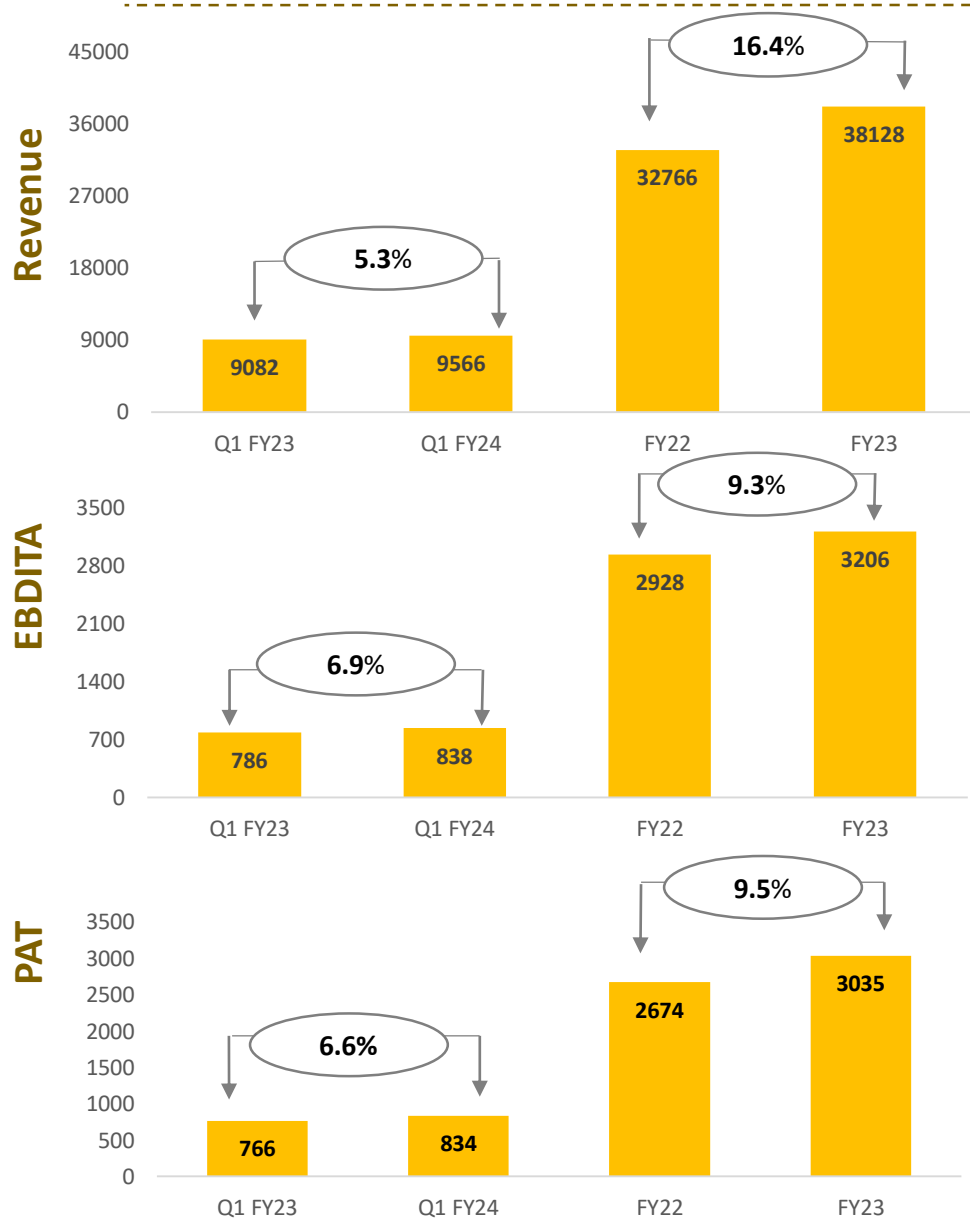 Revenue
16.4%
45000
36000
27000
18000
9000
0
38128
32766
5.3%
9082
9566
Q1 FY23
Q1 FY24
FY22
FY23
EBDITA
9.3%
3500
2800
2100
1400
700
0
3206
2928
6.9%
786
838
Q1 FY23
Q1 FY24
FY22
FY23
PAT
9.5%
3500
3000
2500
2000
1500
1000
500
0
3035
2674
6.6%
766
834
Q1 FY23
Q1 FY24
FY22
FY23